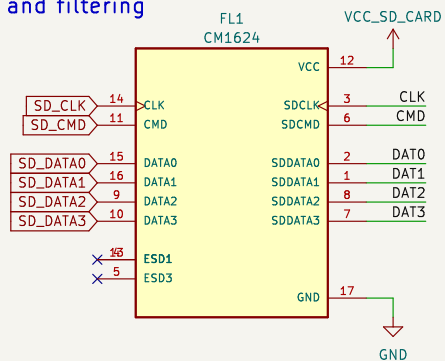 and filtering
VCC_SD_CARD
FL1
CM1624
VCC 12
SD_CLK 14 CLK SDCLK 3 CLK
SD_CMD 11 CMD SDCMD 6 CMD
SD_DATA0 15 DATA0 SDDATA0 2 DAT0
SD_DATA1 16 DATA1 SDDATA1 1 DAT1
SD_DATA2 9 DATA2 SDDATA2 8 DAT2
SD_DATA3 10 DATA3 SDDATA3 7 DAT3
ESD1
5 ESD3
GND 17
GND